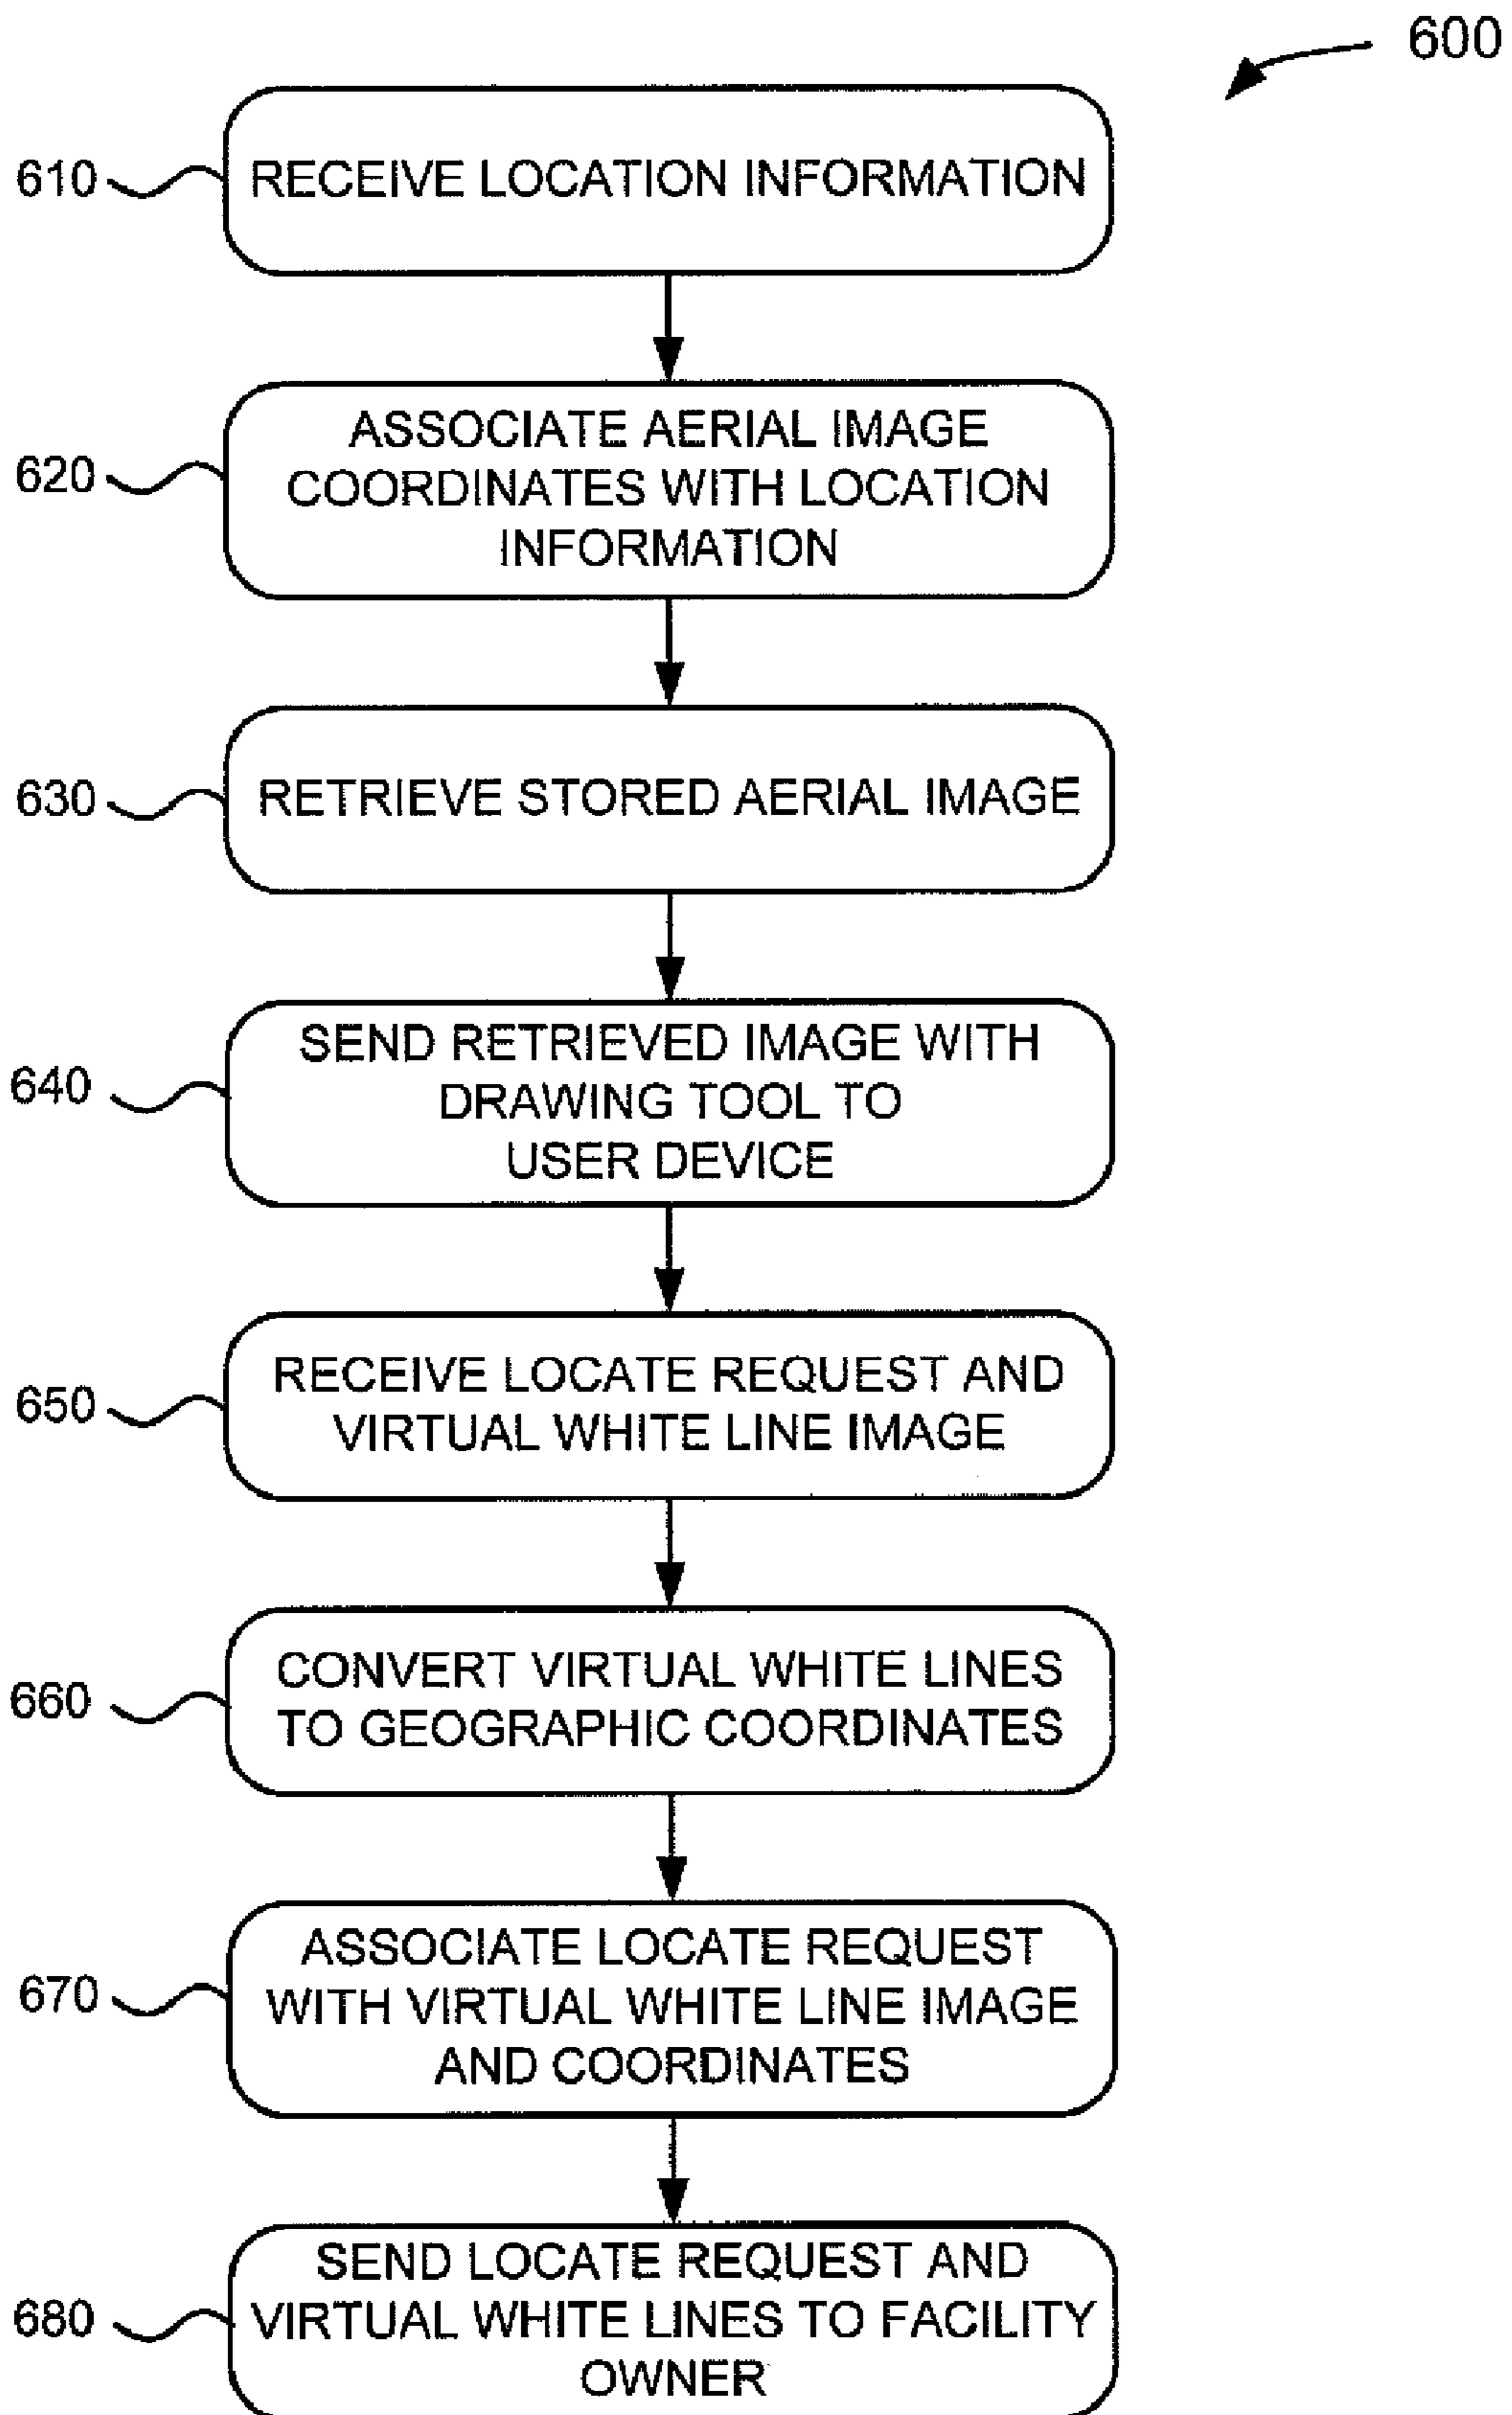 600
610
RECEIVE LOCATION INFORMATION
620
ASSOCIATE AERIAL IMAGE
COORDINATES WITH LOCATION
INFORMATION
630
RETRIEVE STORED AERIAL IMAGE
640
SEND RETRIEVED IMAGE WITH
DRAWING TOOL TO
USER DEVICE
650
RECEIVE LOCATE REQUEST AND
VIRTUAL WHITE LINE IMAGE
660
CONVERT VIRTUAL WHITE LINES
TO GEOGRAPHIC COORDINATES
670
ASSOCIATE LOCATE REQUEST
WITH VIRTUAL WHITE LINE IMAGE
AND COORDINATES
680
SEND LOCATE REQUEST AND
VIRTUAL WHITE LINES TO FACILITY
OWNER